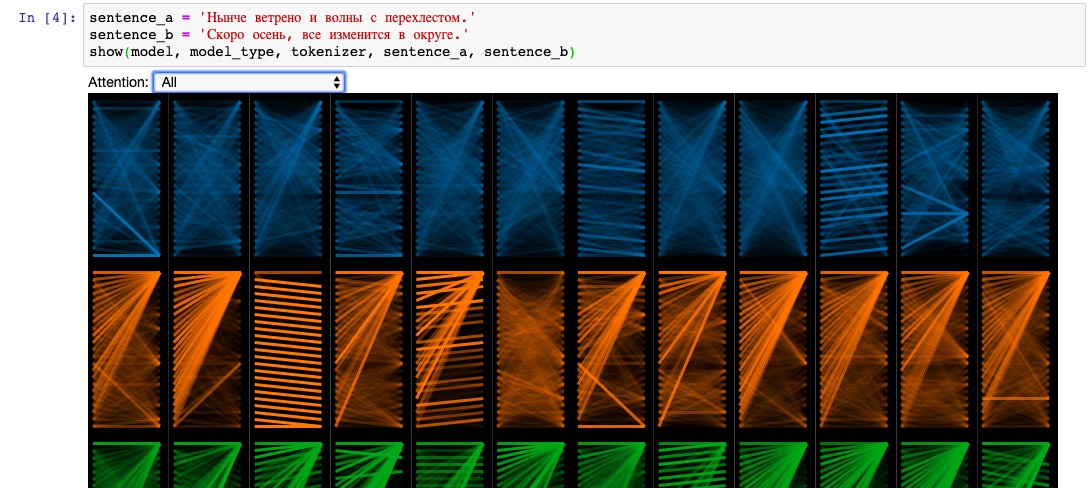 In [4]:
sentence_a = 'Нынче ветрено и волны с перехлестом.'
sentence_b = 'Скоро осень, все изменится в округе.'
show(model, model_type, tokenizer, sentence_a, sentence_b)
Attention: All